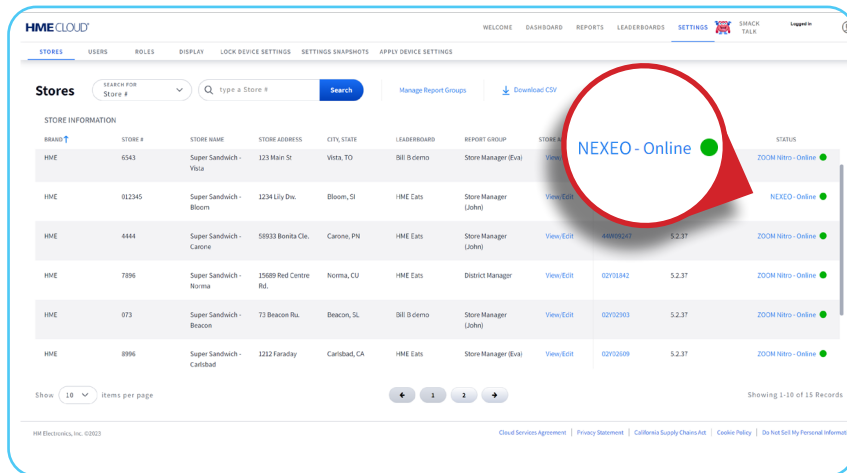 HME CLOUD®
WELCOME DASHBOARD REPORTS LEADERBOARDS SETTINGS SMACK TALK Logged in
STORES USERS ROLES DISPLAY LOCK DEVICE SETTINGS SETTINGS SNAPSHOTS APPLY DEVICE SETTINGS
Stores SEARCH FOR Store # type a Store # Search Manage Report Groups Download CSV
STORE INFORMATION
BRAND STORE # STORE NAME STORE ADDRESS CITY, STATE LEADERBOARD REPORT GROUP STATUS
HME 6543 Super Sandwich - Vista 123 Main St Vista, TO Bill B demo Store Manager (Eva) ZOOM Nitro - Online
NEXEO - Online
HME 012345 Super Sandwich - Bloom 1234 Lily Dw. Bloom, SI HME Eats Store Manager (John) NEXEO - Online
HME 4444 Super Sandwich - Carone 58933 Bonita Cle. Carone, PN HME Eats Store Manager (John) View/Edit 5.2.37 ZOOM Nitro - Online
HME 7896 Super Sandwich - Norma 15689 Red Centre Rd. Norma, CU HME Eats District Manager View/Edit 02Y01842 5.2.37 ZOOM Nitro - Online
HME 073 Super Sandwich - Beacon 73 Beacon Ru. Beacon, SL Bill B demo Store Manager (John) View/Edit 02Y02903 5.2.37 ZOOM Nitro - Online
HME 8996 Super Sandwich - Carlsbad 1212 Faraday Carlsbad, CA HME Eats Store Manager (Eva) View/Edit 02Y02609 5.2.37 ZOOM Nitro - Online
Show 10 items per page 1 2 Showing 1-10 of 15 Records
HM Electronics, Inc. ©2023 Cloud Services Agreement | Privacy Statement | California Supply Chains Act | Cookie Policy | Do Not Sell My Personal Informat